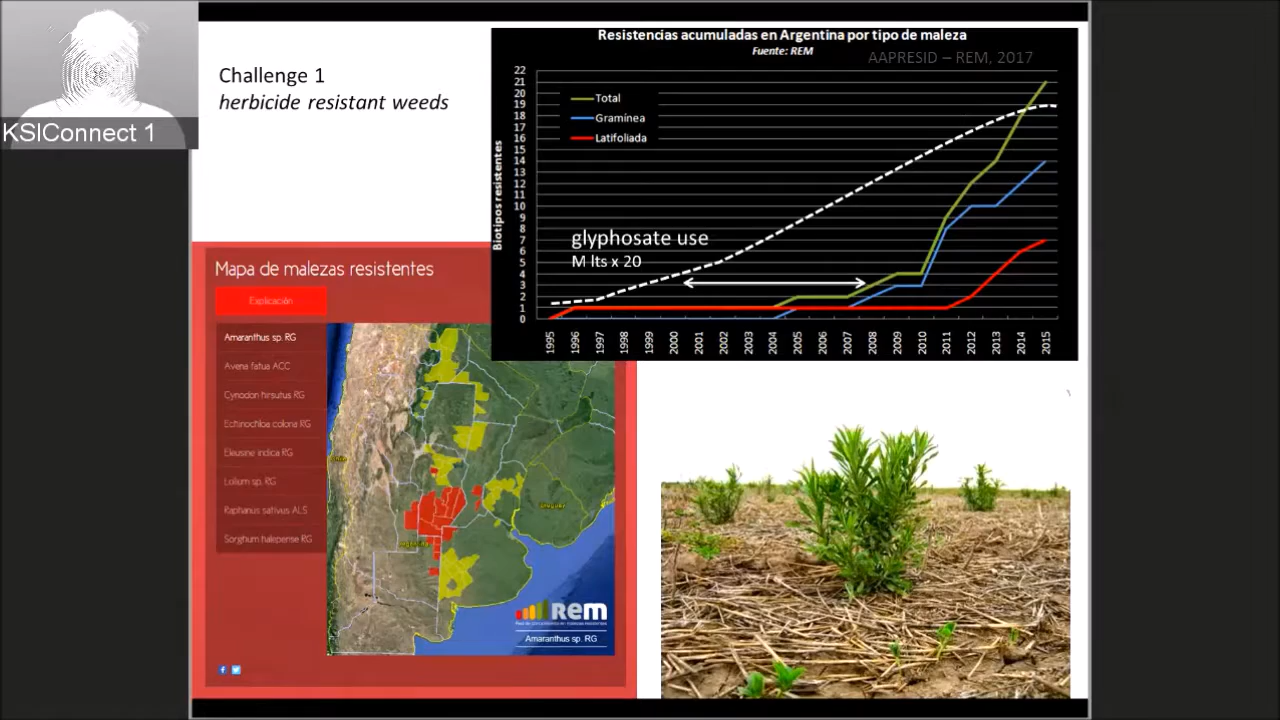 KSIConnect 1
Challenge 1
herbicide resistant weeds
Resistencias acumuladas en Argentina por tipo de maleza
Fuente: REM
AAPRESID – REM, 2017
Biotipos resistentes
22
21
20
19
18
17
16
15
14
13
12
11
10
9
8
7
6
5
4
3
2
1
0
Total
Gramínea
Latifoliada
glyphosate use
M lts x 20
1995
1996
1997
1998
1999
2000
2001
2002
2003
2004
2005
2006
2007
2008
2009
2010
2011
2012
2013
2014
2015
Mapa de malezas resistentes
Explicación
Amaranthus sp. RG
Avena fatua ACC
Cynodon hirsutus RG
Echinochloa colona RG
Eleusine indica RG
Lolium sp. RG
Raphanus sativus ALS
Sorghum halepense RG
Chile
Uruguay
Argentina
Rem
Amaranthus sp. RG